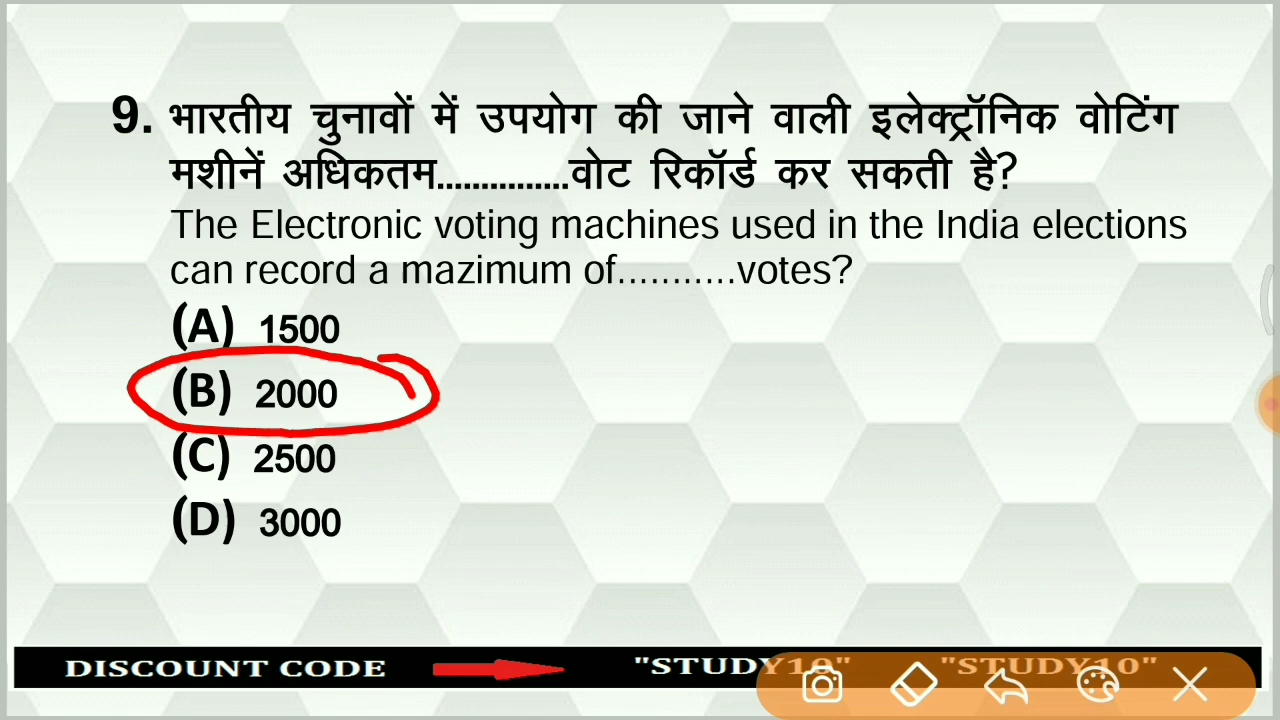 9. भारतीय चुनावों में उपयोग की जाने वाली इलेक्ट्रॉनिक वोटिंग
मशीनें अधिकतम...............वोट रिकॉर्ड कर सकती है?
The Electronic voting machines used in the India elections
can record a mazimum of...........votes?
(A) 1500
(B) 2000
(C) 2500
(D) 3000
DISCOUNT CODE "STUDY10" "STUDY10"